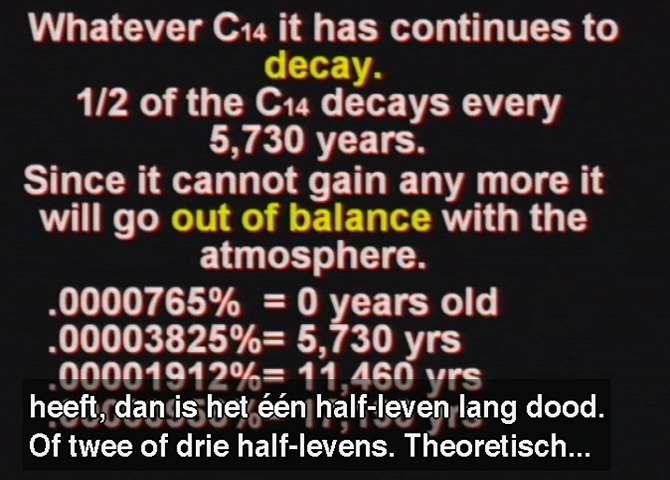 Whatever C14 it has continues to
decay.
1/2 of the C14 decays every
5,730 years.
Since it cannot gain any more it
will go out of balance with the
atmosphere.
.0000765% = 0 years old
.00003825%= 5,730 yrs
.00001912%= 11,460 yrs
heeft, dan is het één half-leven lang dood.
Of twee of drie half-levens. Theoretisch...